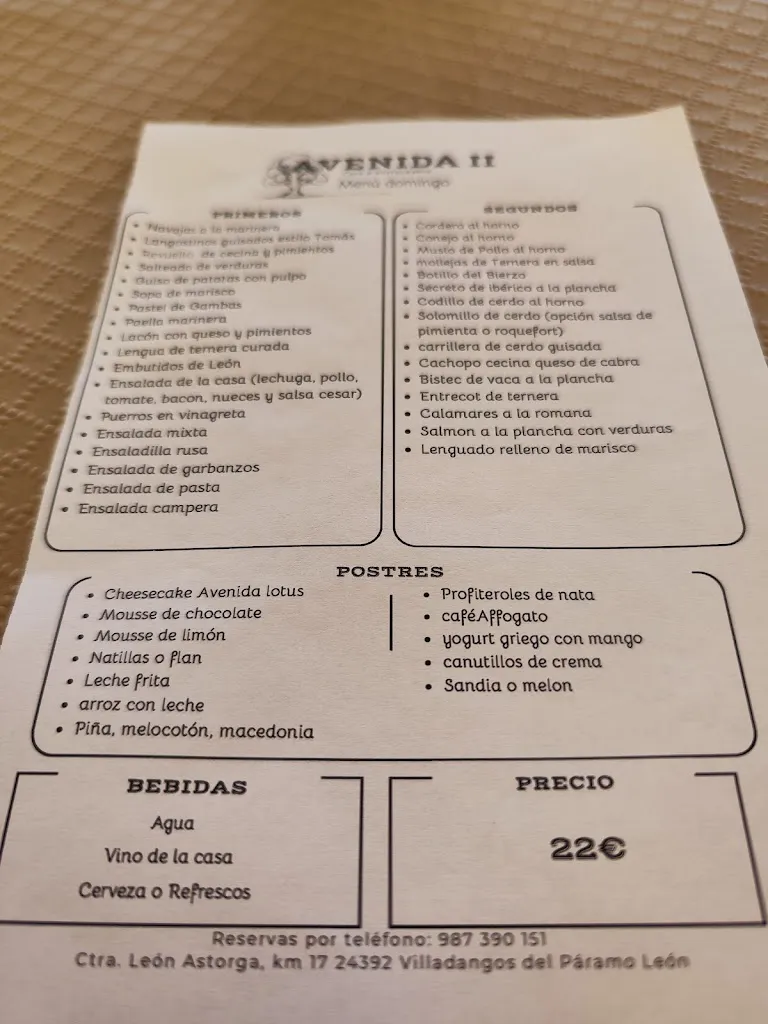 AVENIDA II
Menú domingo
PRIMEROS
Navajas a la marinera
Langostinos guisados estilo Tomás
Revuelto de cecina y pimientos
Salteado de verduras
Guiso de patatas con pulpo
Sopa de marisco
Pastel de Gambas
Paella marinera
Lacón con queso y pimientos
Lengua de ternera curada
Embutidos de León
Ensalada de la casa (lechuga, pollo,
tomate, bacon, nueces y salsa cesar)
Puerros en vinagreta
Ensalada mixta
Ensaladilla rusa
Ensalada de garbanzos
Ensalada de pasta
Ensalada campera
SEGUNDOS
Cordero al horno
Conejo al horno
Muslo de Pollo al horno
mollejas de Ternera en salsa
Botillo del Bierzo
Secreto de ibérico a la plancha
Codillo de cerdo al horno
Solomillo de cerdo (opción salsa de
pimienta o roquefort)
carrillera de cerdo guisada
Cachopo cecina queso de cabra
Bistec de vaca a la plancha
Entrecot de ternera
Calamares a la romana
Salmon a la plancha con verduras
Lenguado relleno de marisco
POSTRES
Cheesecake Avenida lotus
Mousse de chocolate
Mousse de limón
Natillas o flan
Leche frita
arroz con leche
Piña, melocotón, macedonia
Profiteroles de nata
caféAffogato
yogurt griego con mango
canutillos de crema
Sandia o melon
BEBIDAS
Agua
Vino de la casa
Cerveza o Refrescos
PRECIO
22€
Reservas por teléfono: 987 390 151
Ctra. León Astorga, km 17 24392 Villadangos del Páramo León